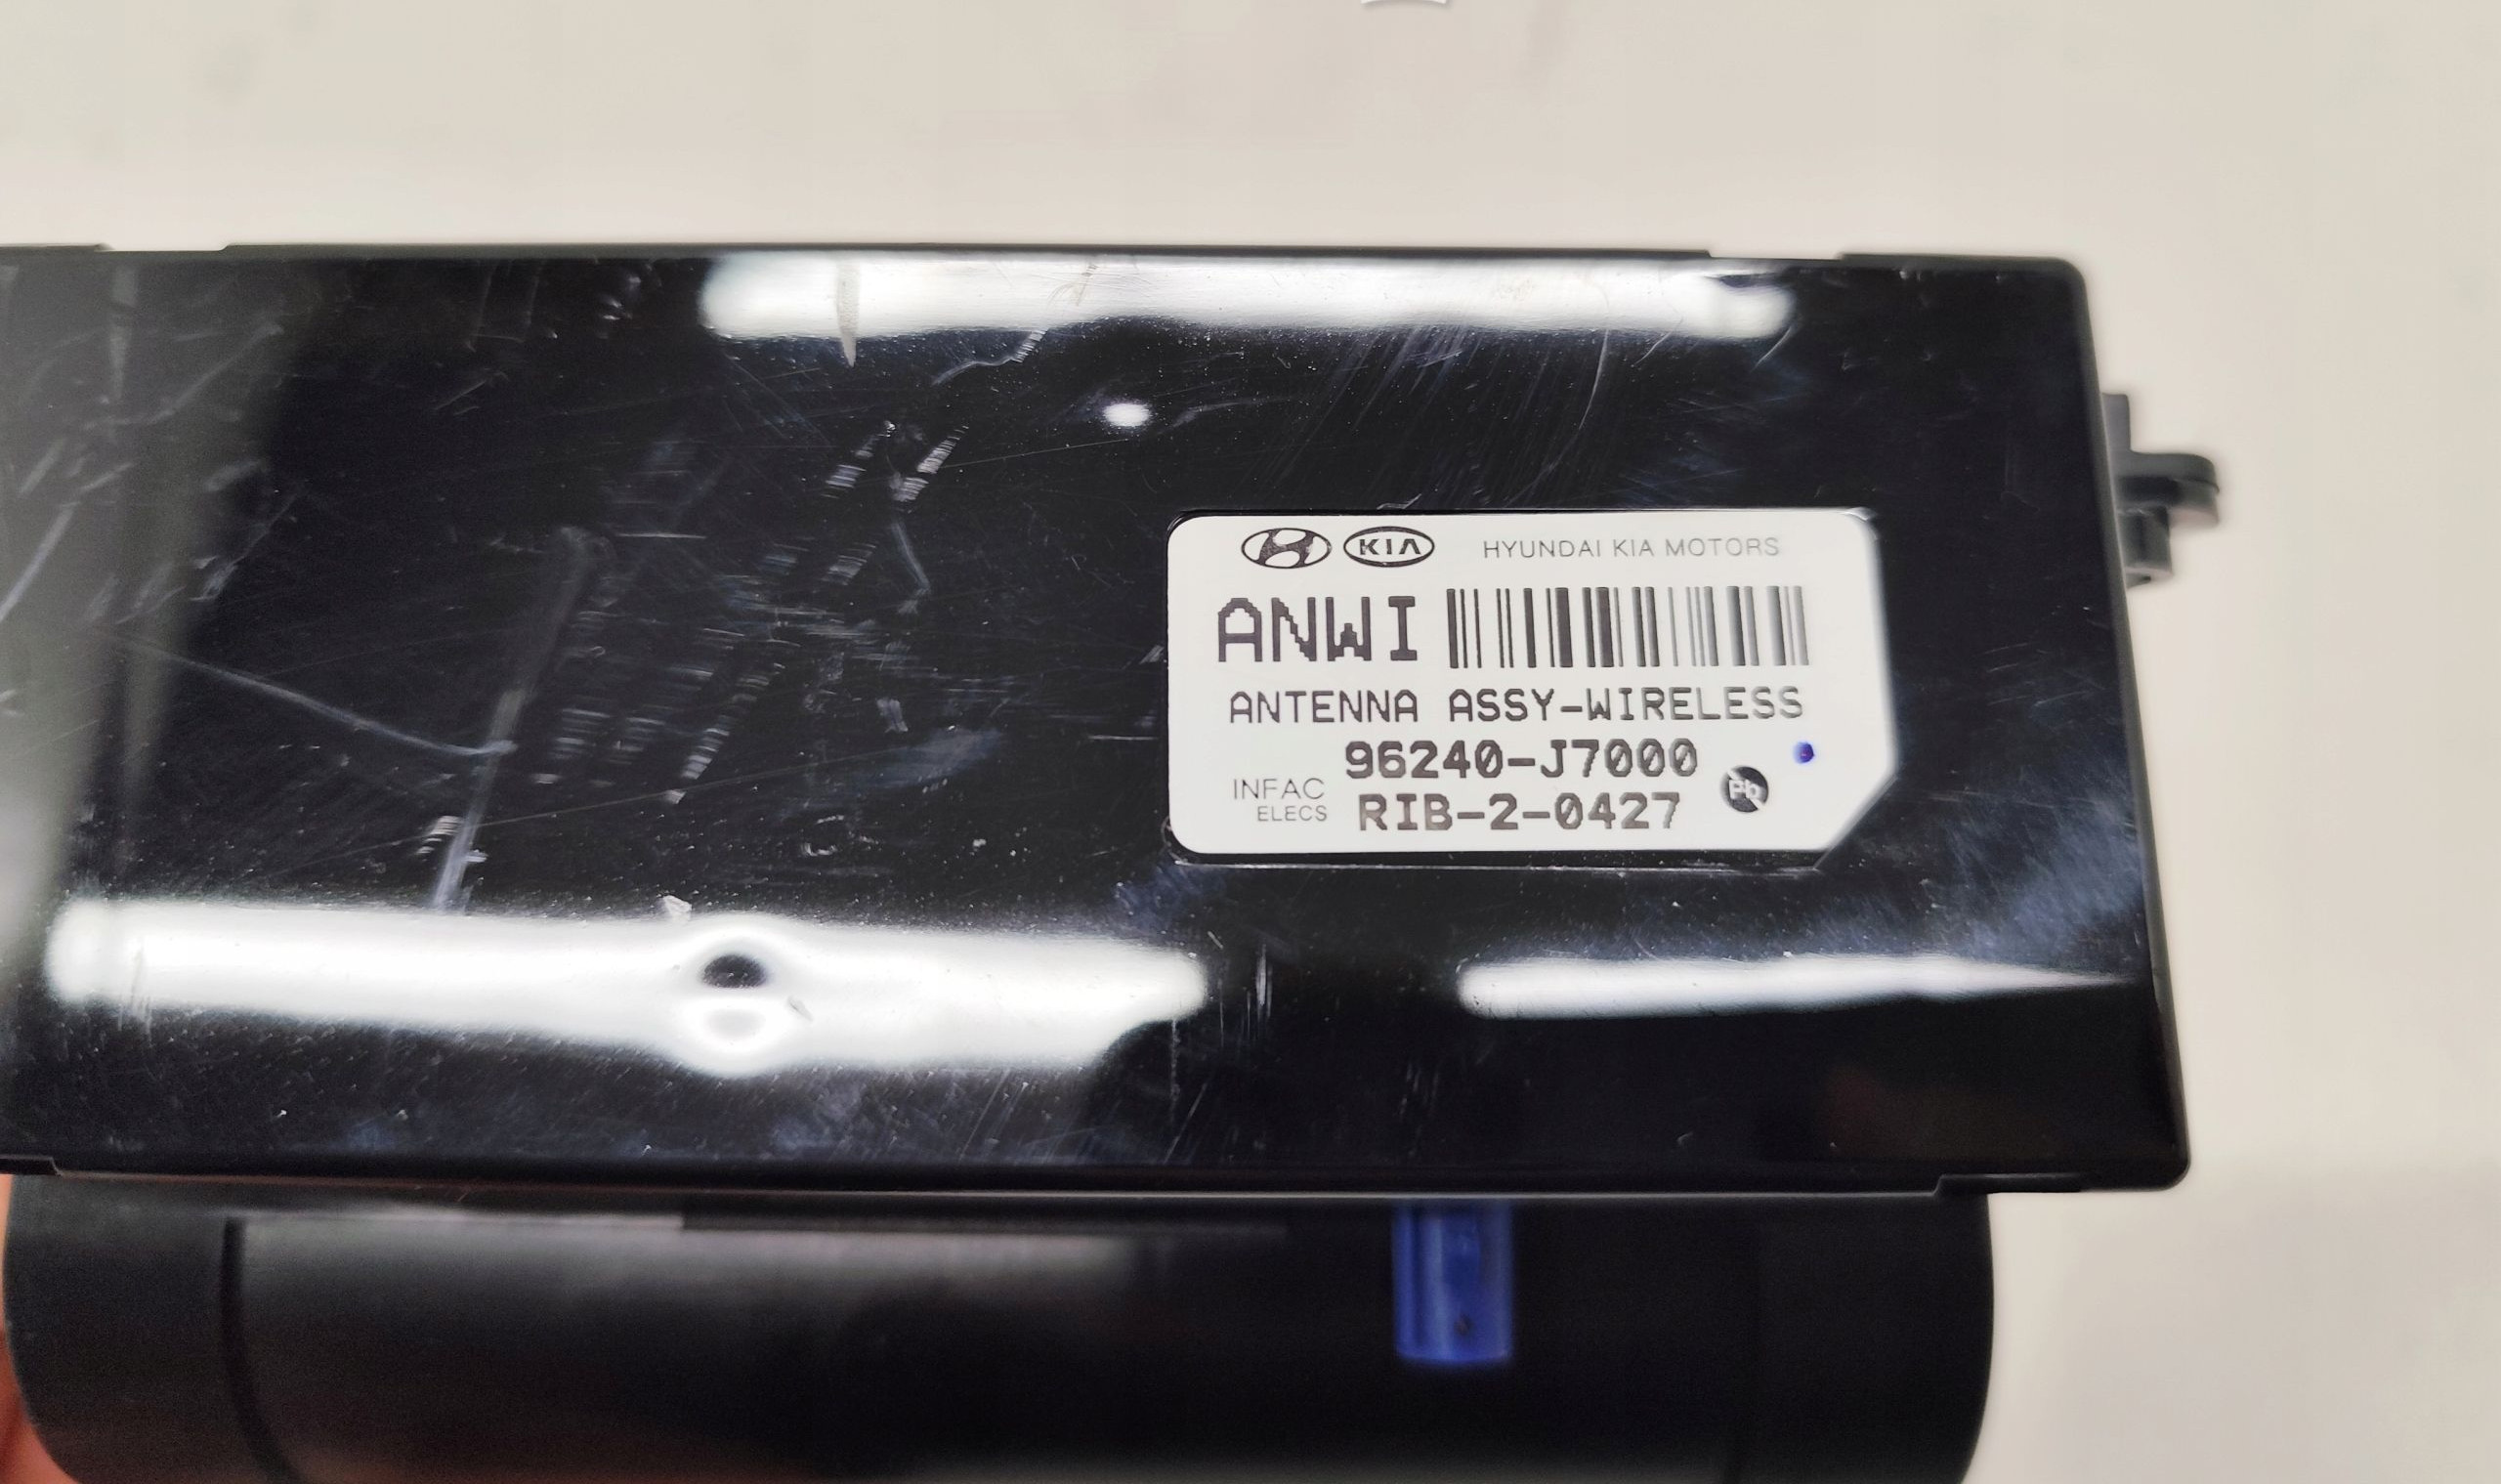 KIA HYUNDAI KIA MOTORS
ANWI
ANTENNA ASSY-WIRELESS
96240-J7000
INFAC
ELECS
RIB-2-0427
Pb